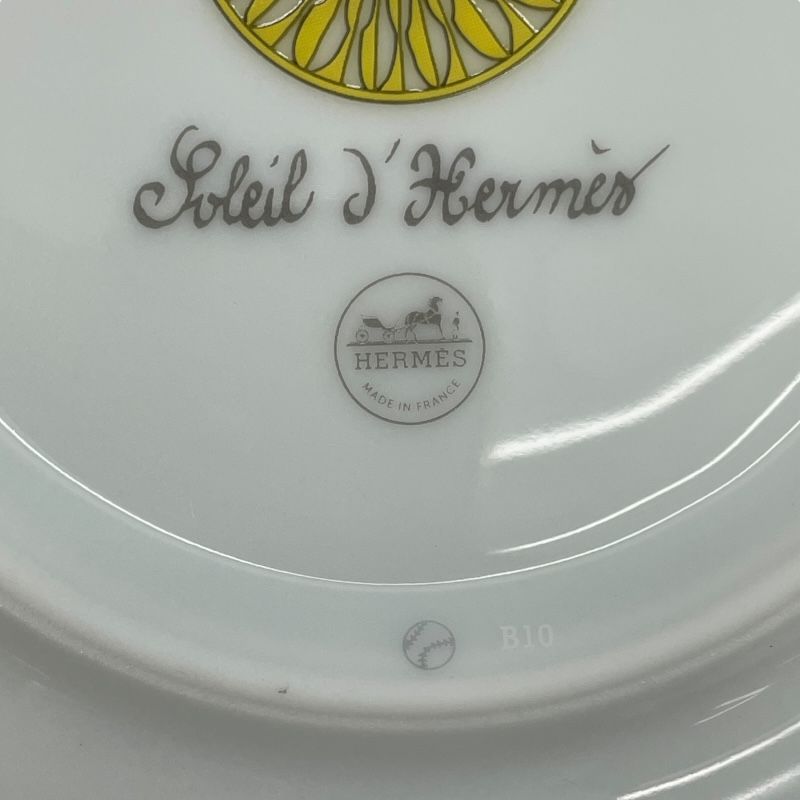 Soleil d'Hermès
HERMÈS
MADE IN FRANCE
B10